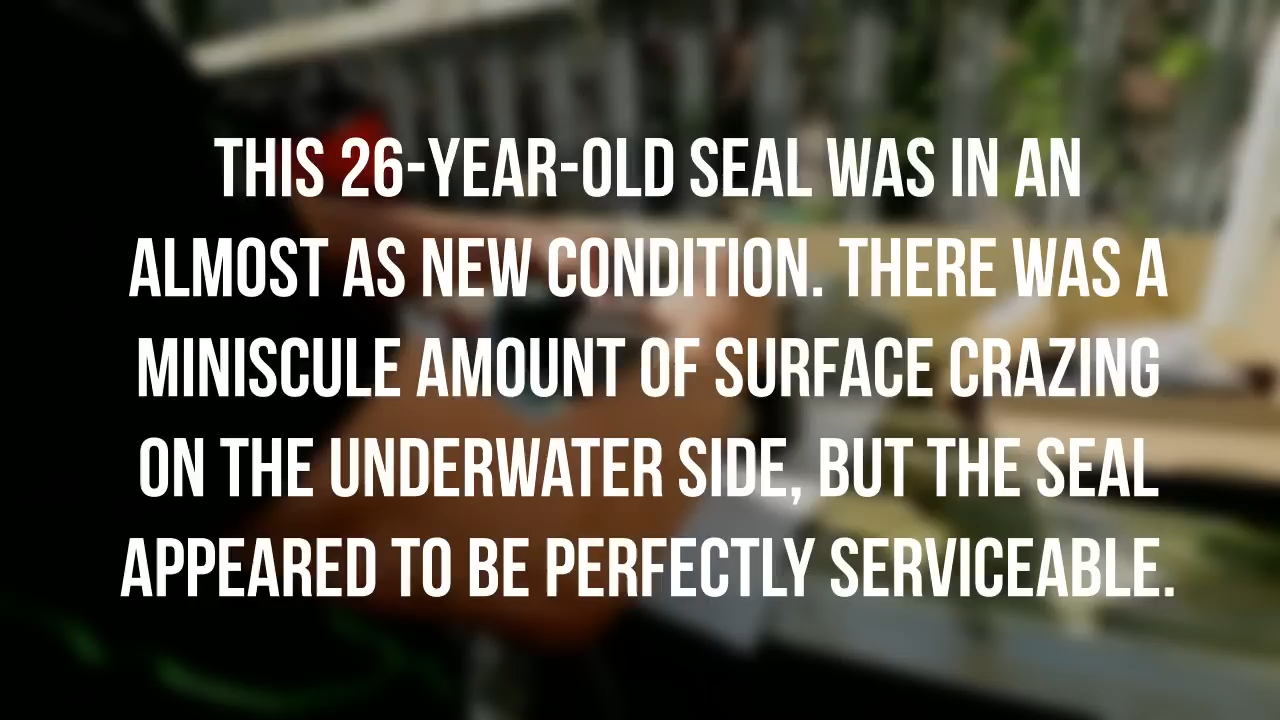 THIS 26-YEAR-OLD SEAL WAS IN AN
ALMOST AS NEW CONDITION. THERE WAS A
MINISCULE AMOUNT OF SURFACE CRAZING
ON THE UNDERWATER SIDE, BUT THE SEAL
APPEARED TO BE PERFECTLY SERVICEABLE.